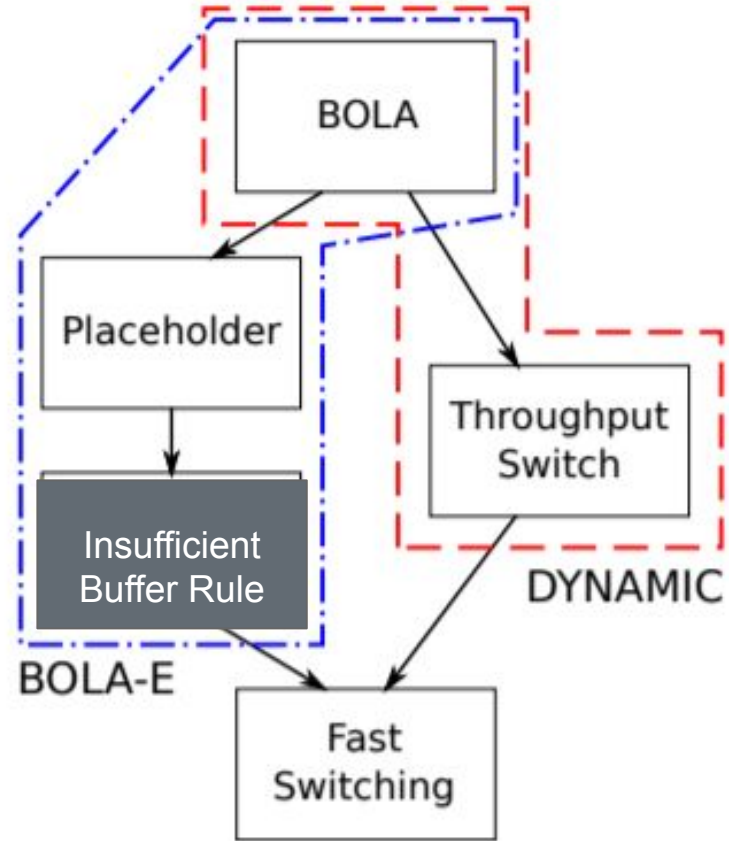 BOLA
Placeholder
Throughput
Switch
Insufficient
Buffer Rule
DYNAMIC
BOLA-E
Fast
Switching